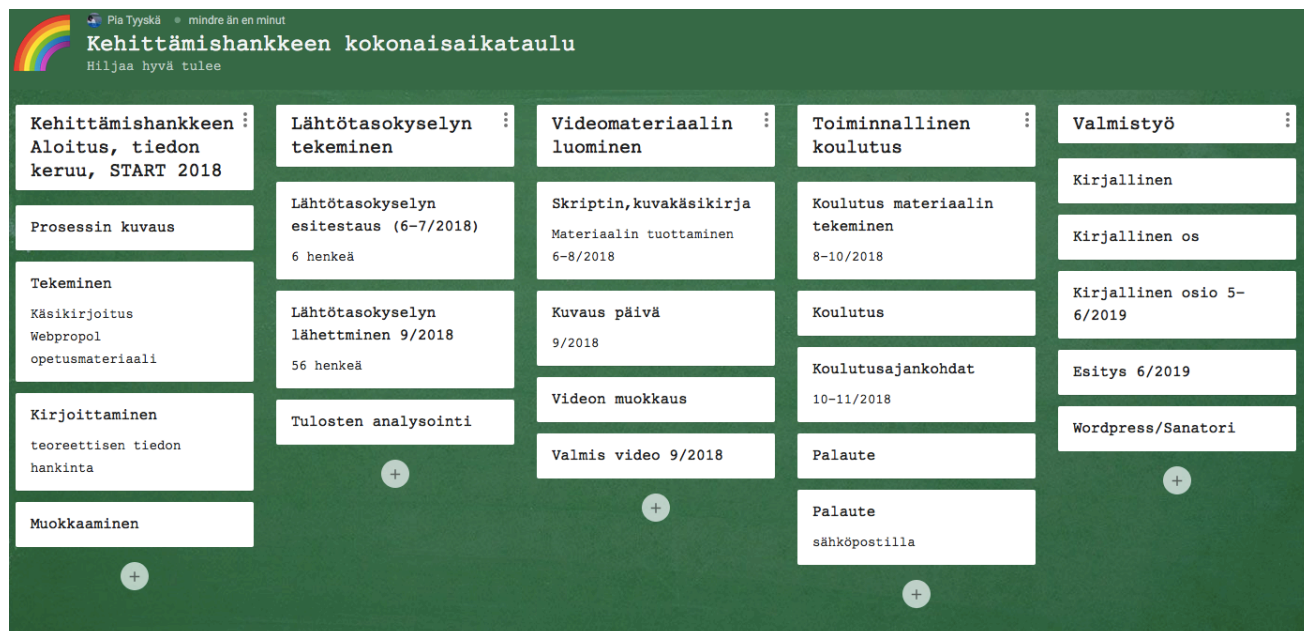 Pia Tyyskä • mindre än en minut
Kehittämishankkeen kokonaisaikataulu
Hiljaa hyvä tulee
Kehittämishankkeen
Aloitus, tiedon
keruu, START 2018
Prosessin kuvaus
Tekeminen
Käsikirjoitus
Webpropol
opetusmateriaali
Kirjoittaminen
teoreettisen tiedon
hankinta
Muokkaaminen
Lähtötasokyselyn
tekeminen
Lähtötasokyselyn
esitestaus (6-7/2018)
6 henkeä
Lähtötasokyselyn
lähettminen 9/2018
56 henkeä
Tulosten analysointi
Videomateriaalin
luominen
Skriptin,kuvakäsikirja
Materiaalin tuottaminen
6-8/2018
Kuvaus päivä
9/2018
Videon muokkaus
Valmis video 9/2018
Toiminnallinen
koulutus
Koulutus materiaalin
tekeminen
8-10/2018
Koulutus
Koulutusajankohdat
10-11/2018
Palaute
Palaute
sähköpostilla
Valmistyö
Kirjallinen
Kirjallinen os
Kirjallinen osio 5-
6/2019
Esitys 6/2019
Wordpress/Sanatori